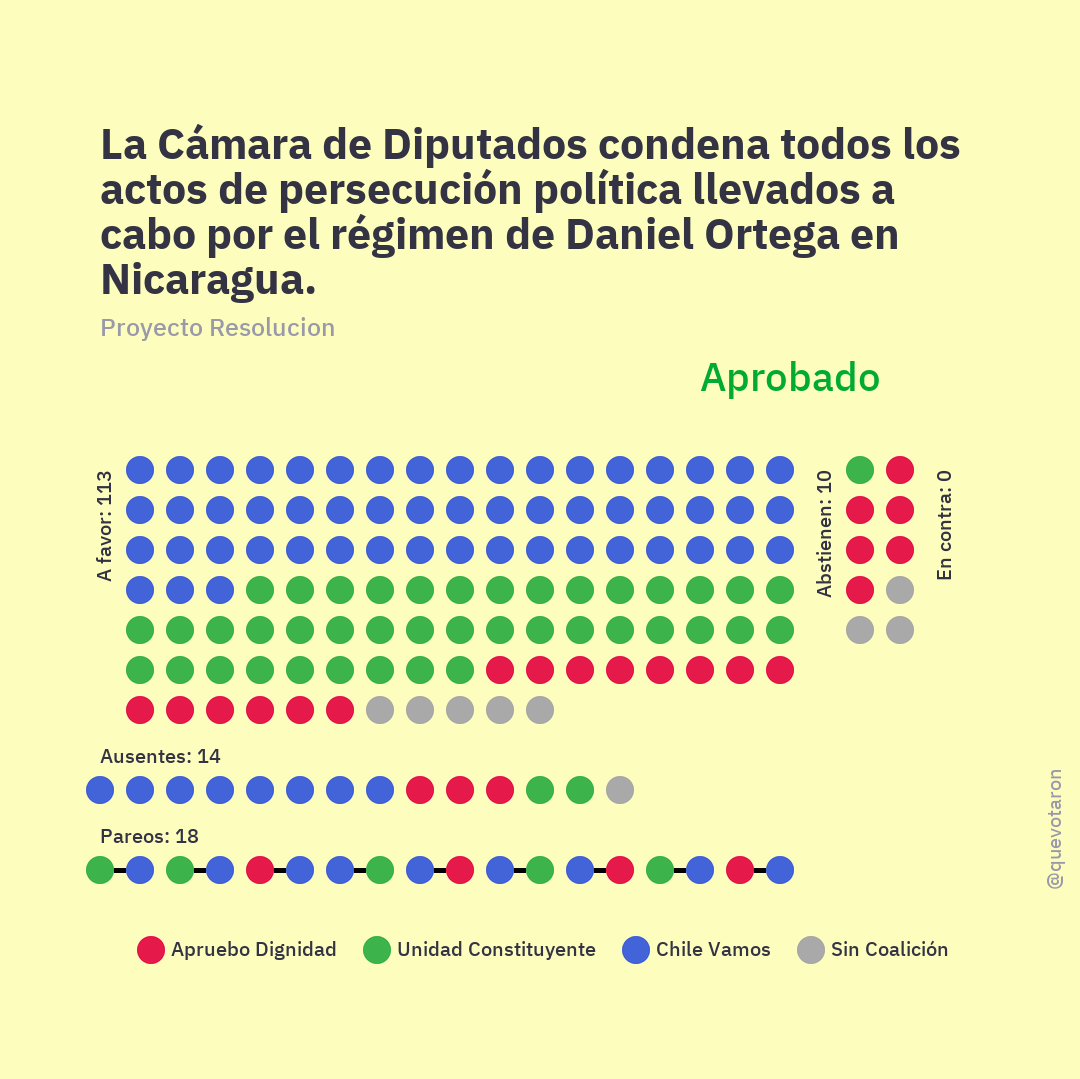 La Cámara de Diputados condena todos los
actos de persecución política llevados a
cabo por el régimen de Daniel Ortega en
Nicaragua.
Proyecto Resolucion
Aprobado
A favor: 113
Abstienen: 10
En contra: 0
Ausentes: 14
Pareos: 18
@quevotaron
Apruebo Dignidad
Unidad Constituyente
Chile Vamos
Sin Coalición